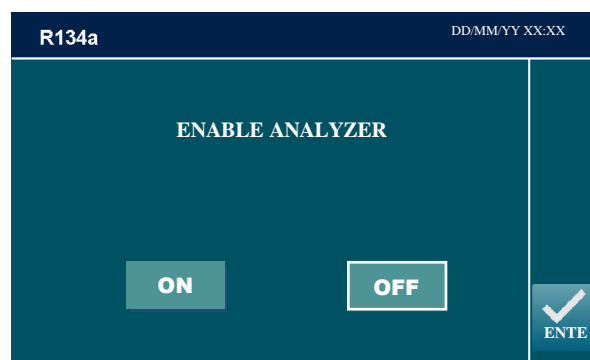 R134a
DD/MM/YY XX:XX
ENABLE ANALYZER
ON
OFF
ENTE